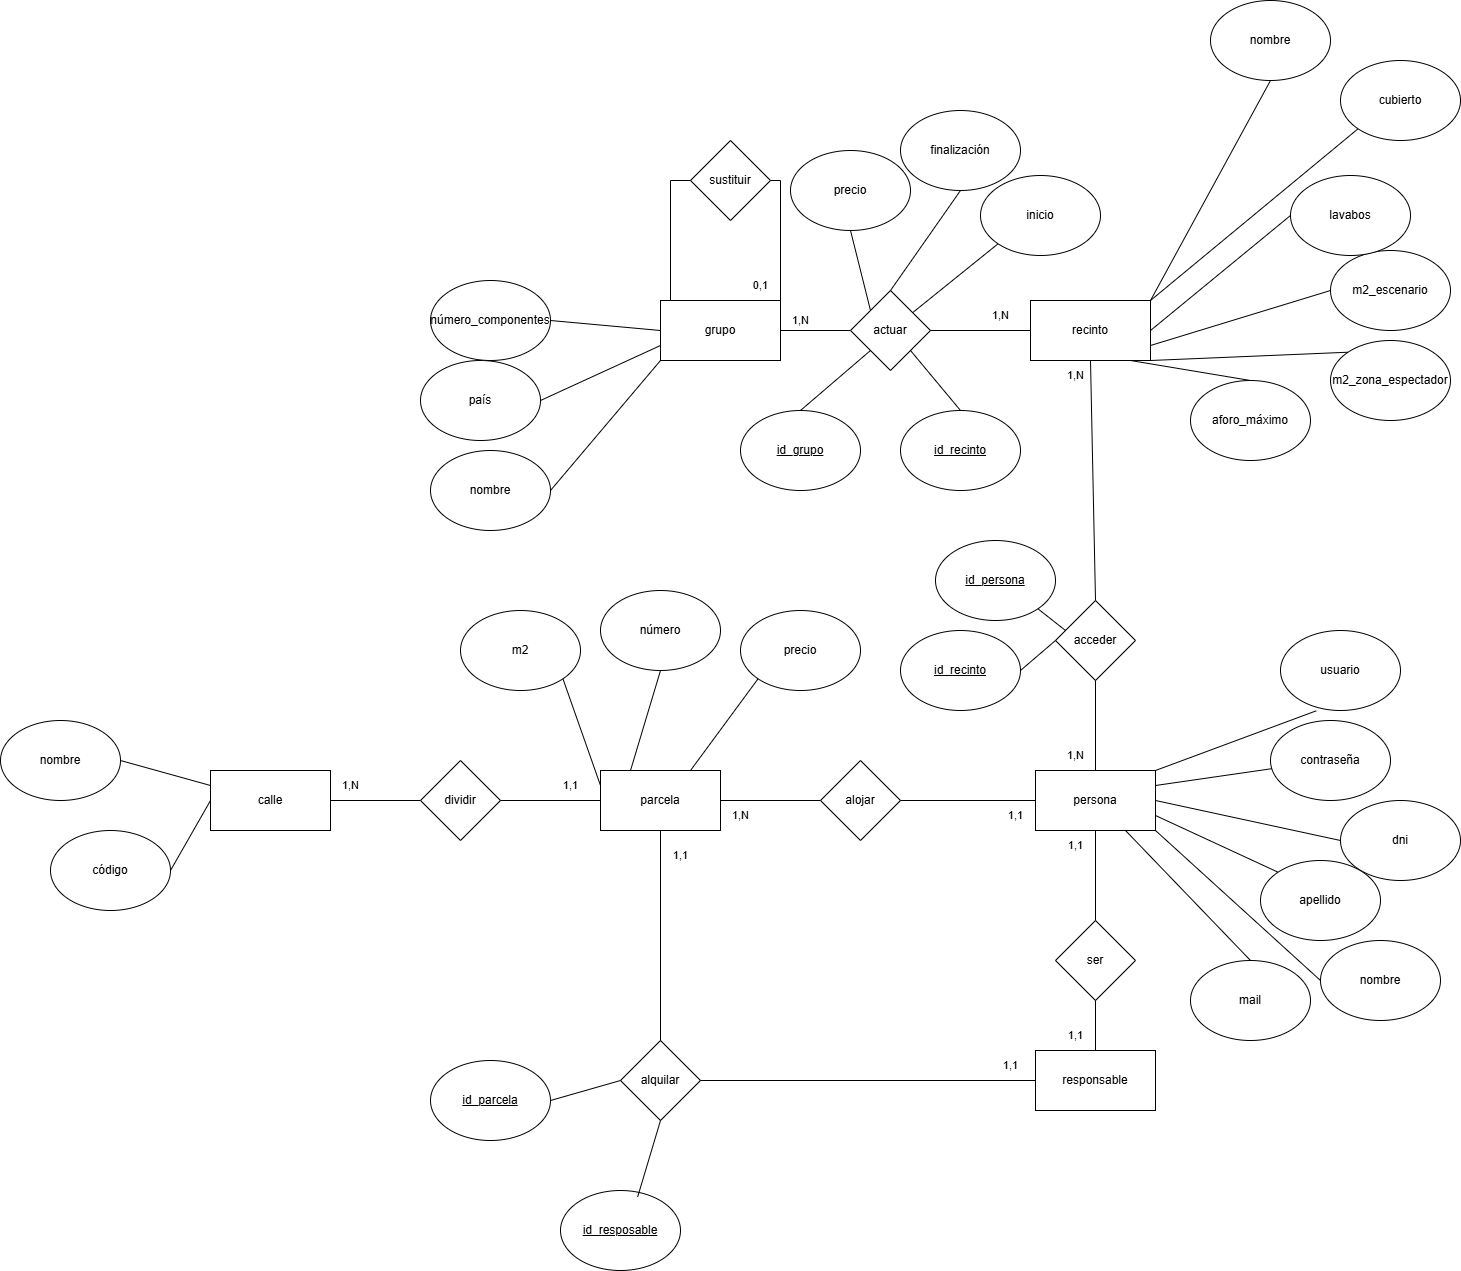 nombre
cubierto
finalización
sustituir
precio
inicio
lavabos
0,1
m2_escenario
número_componentes
1,N
1,N
grupo
actuar
recinto
1,N
m2_zona_espectador
país
aforo_máximo
id_grupo
id_recinto
nombre
id_persona
número
acceder
m2
precio
id_recinto
usuario
nombre
1,N
contraseña
1,N
1,1
calle
dividir
parcela
alojar
persona
1,N
1,1
dni
1,1
1,1
código
apellido
ser
nombre
mail
1,1
1,1
alquilar
responsable
id_parcela
id_resposable